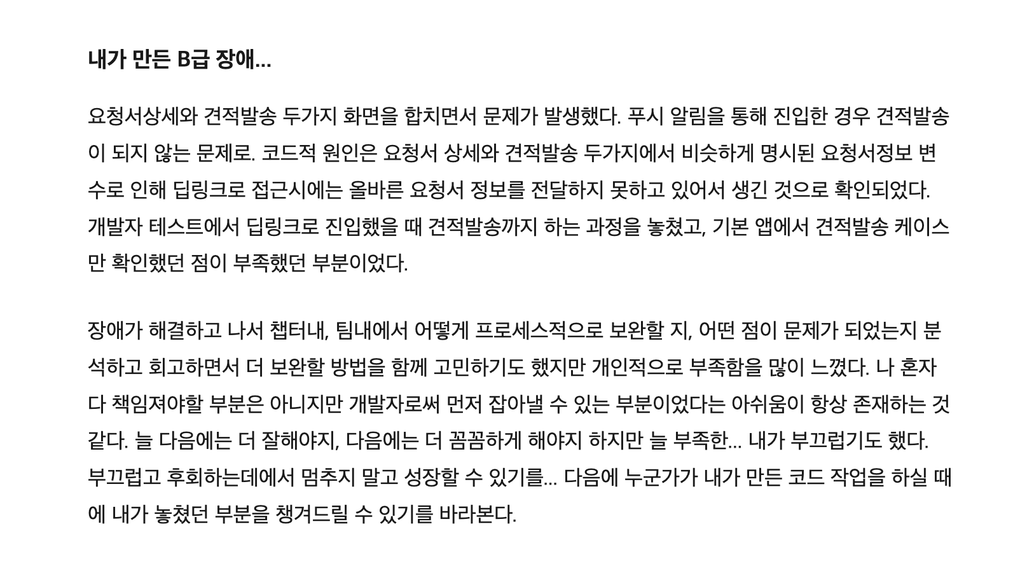 내가 만든 B급 장애...
요청서상세와 견적발송 두가지 화면을 합치면서 문제가 발생했다. 푸시 알림을 통해 진입한 경우 견적발송
이 되지 않는 문제로. 코드적 원인은 요청서 상세와 견적발송 두가지에서 비슷하게 명시된 요청서정보 변
수로 인해 딥링크로 접근시에는 올바른 요청서 정보를 전달하지 못하고 있어서 생긴 것으로 확인되었다.
개발자 테스트에서 딥링크로 진입했을 때 견적발송까지 하는 과정을 놓쳤고, 기본 앱에서 견적발송 케이스
만 확인했던 점이 부족했던 부분이었다.
장애가 해결하고 나서 챕터내, 팀내에서 어떻게 프로세스적으로 보완할 지, 어떤 점이 문제가 되었는지 분
석하고 회고하면서 더 보완할 방법을 함께 고민하기도 했지만 개인적으로 부족함을 많이 느꼈다. 나 혼자
다 책임져야할 부분은 아니지만 개발자로써 먼저 잡아낼 수 있는 부분이었다는 아쉬움이 항상 존재하는 것
같다. 늘 다음에는 더 잘해야지, 다음에는 더 꼼꼼하게 해야지 하지만 늘 부족한... 내가 부끄럽기도 했다.
부끄럽고 후회하는데에서 멈추지 말고 성장할 수 있기를... 다음에 누군가가 내가 만든 코드 작업을 하실 때
에 내가 놓쳤던 부분을 챙겨드릴 수 있기를 바라본다.